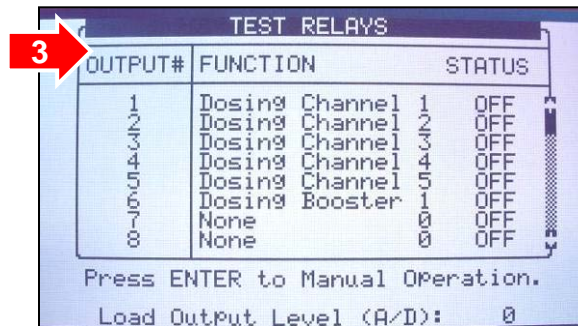 TEST RELAYS
3
OUTPUT# FUNCTION STATUS
1 Dosing Channel 1 OFF
2 Dosing Channel 2 OFF
3 Dosing Channel 3 OFF
4 Dosing Channel 4 OFF
5 Dosing Channel 5 OFF
6 Dosing Booster 1 OFF
7 None 0 OFF
8 None 0 OFF
Press ENTER to Manual Operation.
Load Output Level (A/D): 0